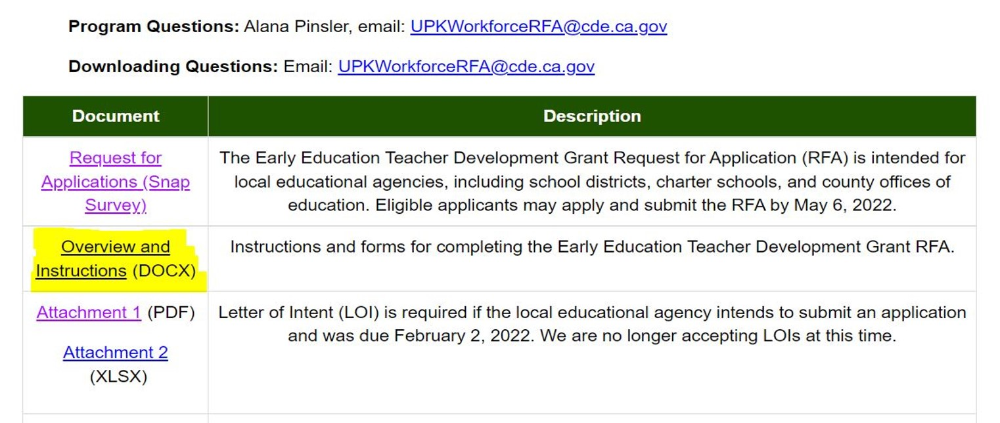 Program Questions: Alana Pinsler, email: UPKWorkforceRFA@cde.ca.gov
Downloading Questions: Email: UPKWorkforceRFA@cde.ca.gov
Document Description
Request for
Applications (Snap
Survey)
The Early Education Teacher Development Grant Request for Application (RFA) is intended for
local educational agencies, including school districts, charter schools, and county offices of
education. Eligible applicants may apply and submit the RFA by May 6, 2022.
Overview and
Instructions (DOCX)
Instructions and forms for completing the Early Education Teacher Development Grant RFA.
Attachment 1 (PDF)
Attachment 2
(XLSX)
Letter of Intent (LOI) is required if the local educational agency intends to submit an application
and was due February 2, 2022. We are no longer accepting LOIs at this time.